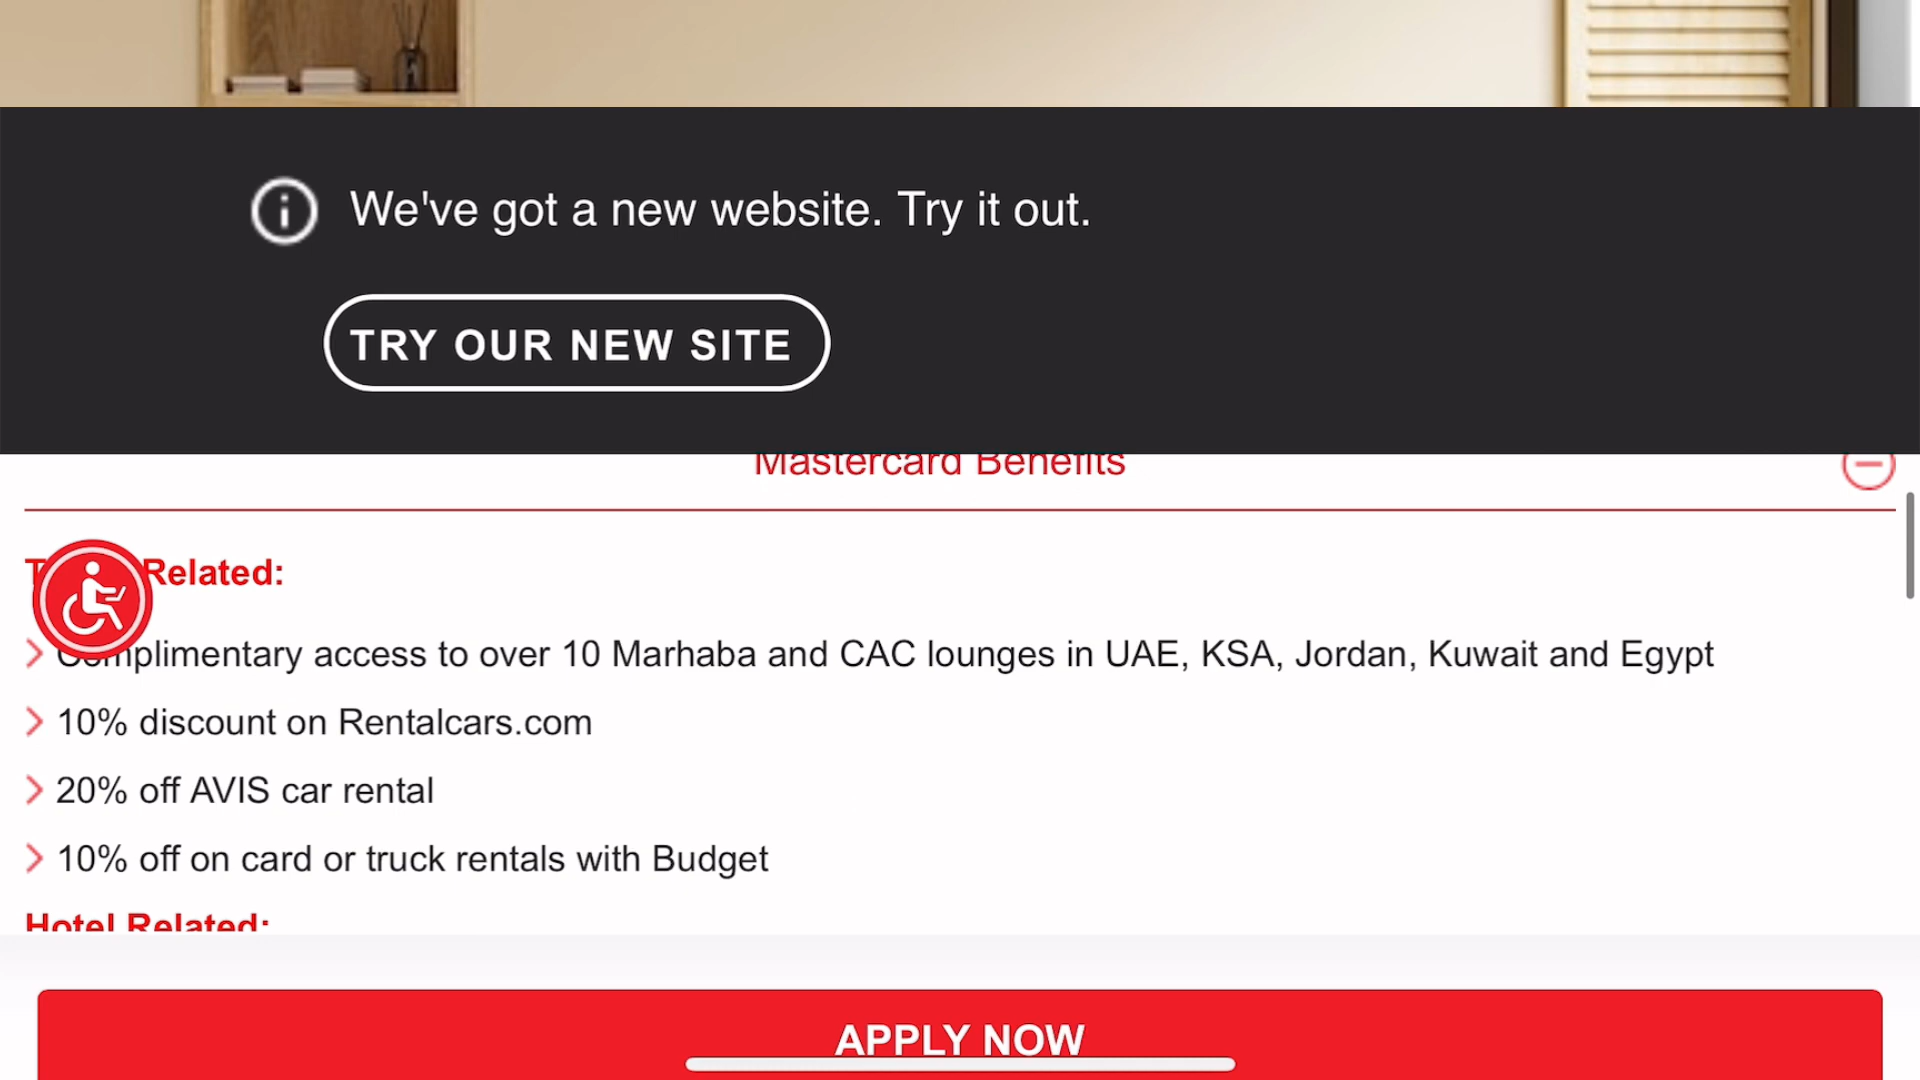 We've got a new website. Try it out.
TRY OUR NEW SITE
Mastercard Benefits
Related:
Complimentary access to over 10 Marhaba and CAC lounges in UAE, KSA, Jordan, Kuwait and Egypt
10% discount on Rentalcars.com
20% off AVIS car rental
10% off on card or truck rentals with Budget
Hotel Related:
APPLY NOW